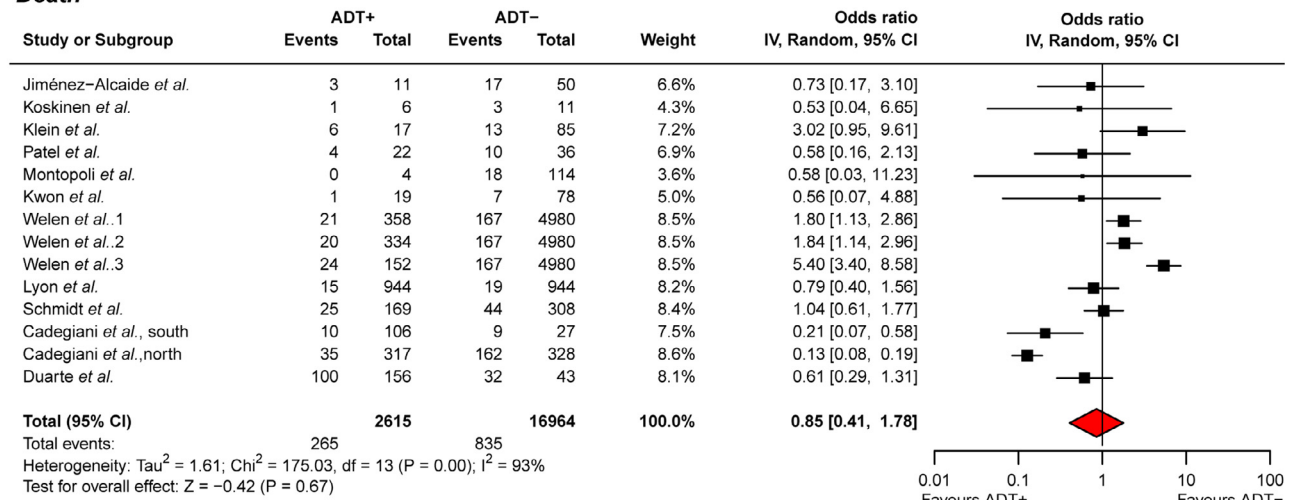 Death
ADT+ ADT− Odds ratio Odds ratio
Study or Subgroup Events Total Events Total Weight IV, Random, 95% CI IV, Random, 95% CI
Jiménez−Alcaide et al. 3 11 17 50 6.6% 0.73 [0.17, 3.10]
Koskinen et al. 1 6 3 11 4.3% 0.53 [0.04, 6.65]
Klein et al. 6 17 13 85 7.2% 3.02 [0.95, 9.61]
Patel et al. 4 22 10 36 6.9% 0.58 [0.16, 2.13]
Montopoli et al. 0 4 18 114 3.6% 0.58 [0.03, 11.23]
Kwon et al. 1 19 7 78 5.0% 0.56 [0.07, 4.88]
Welen et al..1 21 358 167 4980 8.5% 1.80 [1.13, 2.86]
Welen et al..2 20 334 167 4980 8.5% 1.84 [1.14, 2.96]
Welen et al..3 24 152 167 4980 8.5% 5.40 [3.40, 8.58]
Lyon et al. 15 944 19 944 8.2% 0.79 [0.40, 1.56]
Schmidt et al. 25 169 44 308 8.4% 1.04 [0.61, 1.77]
Cadegiani et al., south 10 106 9 27 7.5% 0.21 [0.07, 0.58]
Cadegiani et al.,north 35 317 162 328 8.6% 0.13 [0.08, 0.19]
Duarte et al. 100 156 32 43 8.1% 0.61 [0.29, 1.31]
Total (95% CI) 2615 16964 100.0% 0.85 [0.41, 1.78]
Total events: 265 835
Heterogeneity: Tau² = 1.61; Chi² = 175.03, df = 13 (P = 0.00); I² = 93%
Test for overall effect: Z = −0.42 (P = 0.67)
0.01 0.1 1 10 100
Favours ADT+ Favours ADT−